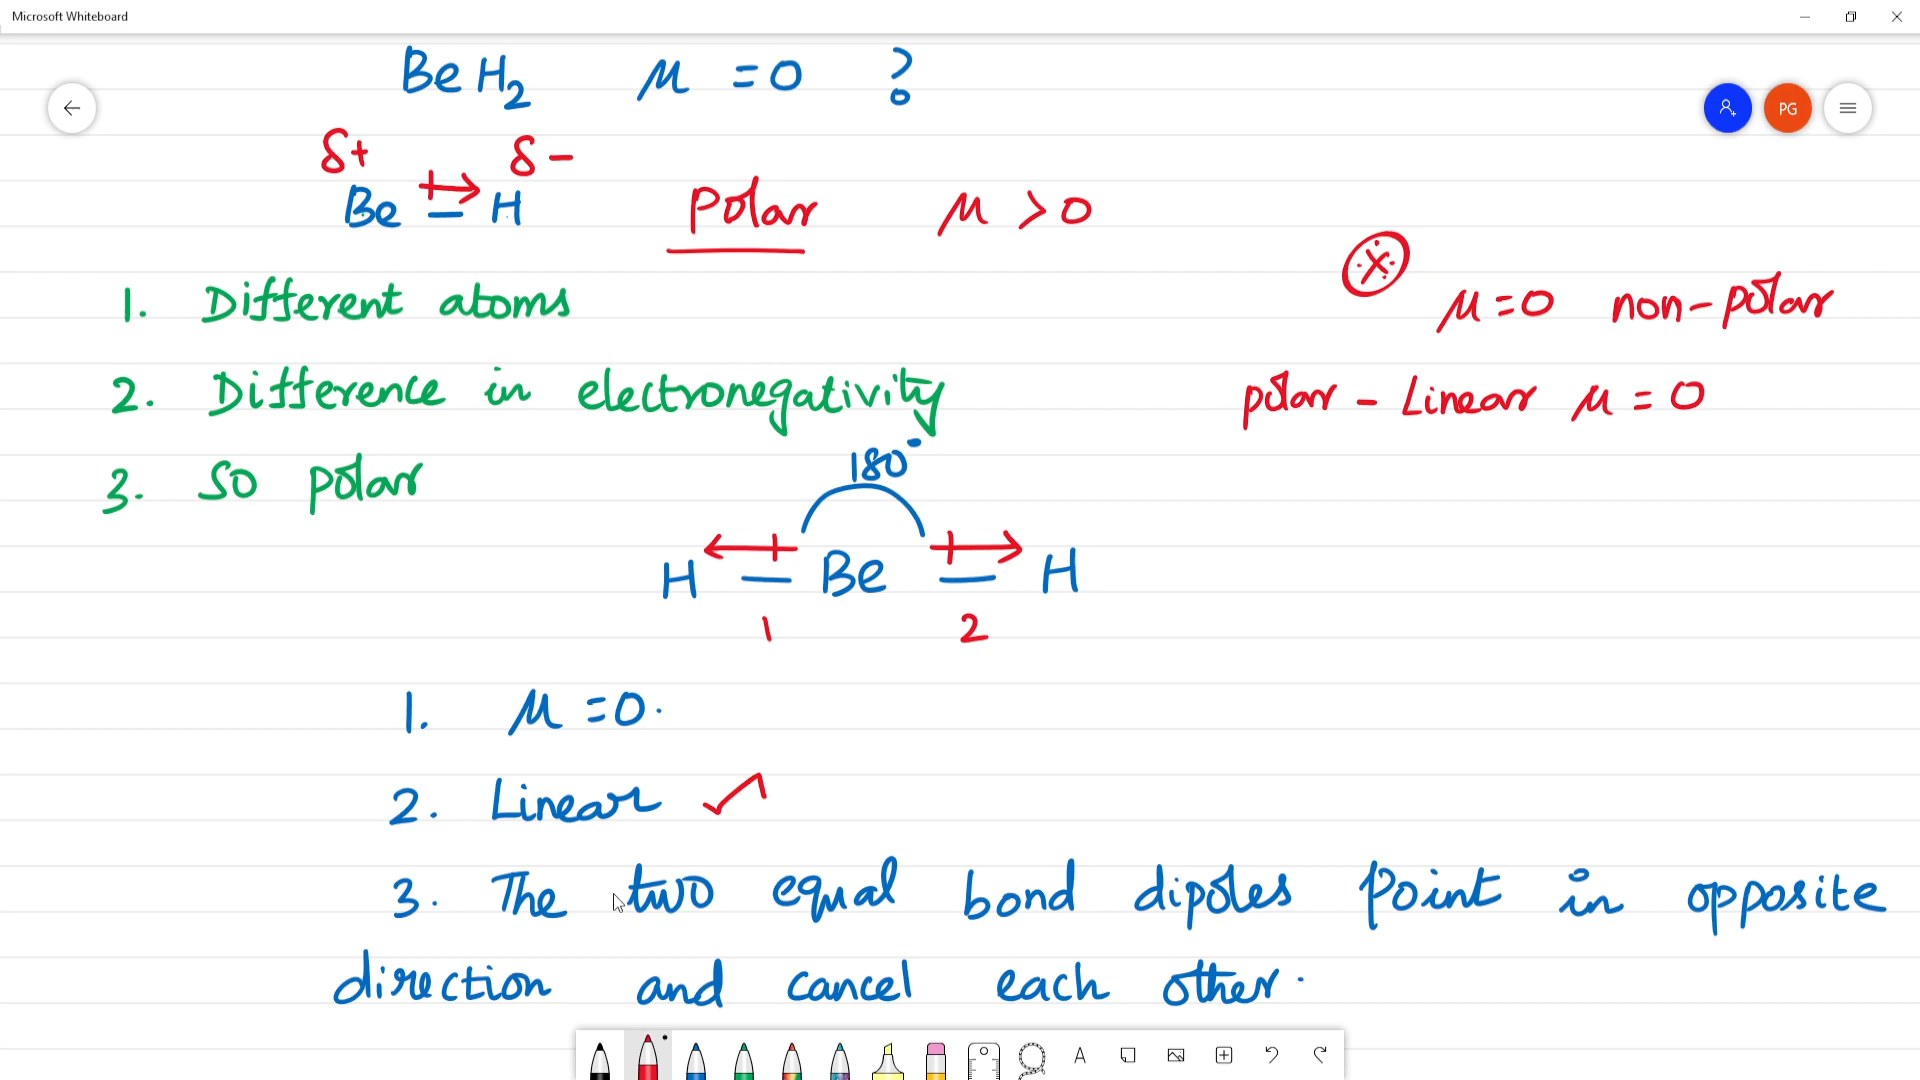 Microsoft Whiteboard
BeH₂ μ = 0 ?
δ+ δ-
Be - H Polar μ > 0
PG
1. Different atoms
μ = 0 non-polar
2. Difference in electronegativity
polar - Linear μ = 0
3. so polar
180°
H - Be - H
1 2
1. μ = 0.
2. Linear ✓
3. The two equal bond dipoles point in opposite
direction and cancel each other.
A